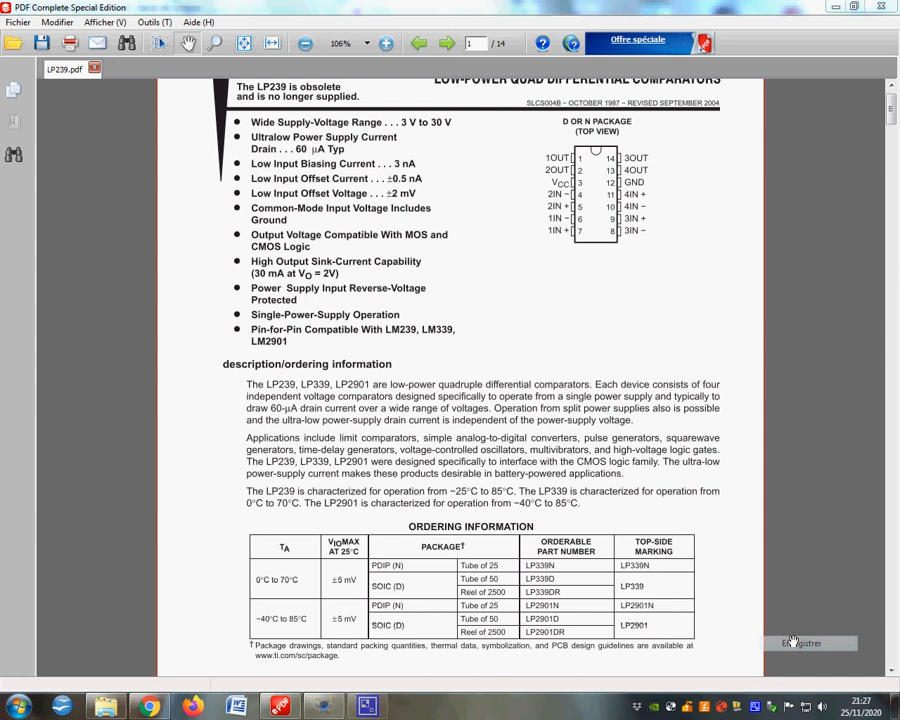 PDF Complete Special Edition
Fichier Modifier Afficher (V) Outils (T) Aide (H)
106% 1 / 14 Offre spéciale
LP239.pdf
The LP239 is obsolete
and is no longer supplied.
LOW-POWER QUAD DIFFERENTIAL COMPARATORS
SLCS004B – OCTOBER 1987 – REVISED SEPTEMBER 2004
● Wide Supply-Voltage Range . . . 3 V to 30 V
● Ultralow Power Supply Current
Drain . . . 60 μA Typ
● Low Input Biasing Current . . . 3 nA
● Low Input Offset Current . . . ±0.5 nA
● Low Input Offset Voltage . . . ±2 mV
● Common-Mode Input Voltage Includes
Ground
● Output Voltage Compatible With MOS and
CMOS Logic
● High Output Sink-Current Capability
(30 mA at VO = 2V)
● Power Supply Input Reverse-Voltage
Protected
● Single-Power-Supply Operation
● Pin-for-Pin Compatible With LM239, LM339,
LM2901
D OR N PACKAGE
(TOP VIEW)
1OUT 1 14 3OUT
2OUT 2 13 4OUT
VCC 3 12 GND
2IN − 4 11 4IN +
2IN + 5 10 4IN −
1IN − 6 9 3IN +
1IN + 7 8 3IN −
description/ordering information
The LP239, LP339, LP2901 are low-power quadruple differential comparators. Each device consists of four
independent voltage comparators designed specifically to operate from a single power supply and typically to
draw 60-μA drain current over a wide range of voltages. Operation from split power supplies also is possible
and the ultra-low power-supply drain current is independent of the power-supply voltage.
Applications include limit comparators, simple analog-to-digital converters, pulse generators, squarewave
generators, time-delay generators, voltage-controlled oscillators, multivibrators, and high-voltage logic gates.
The LP239, LP339, LP2901 were designed specifically to interface with the CMOS logic family. The ultra-low
power-supply current makes these products desirable in battery-powered applications.
The LP239 is characterized for operation from −25°C to 85°C. The LP339 is characterized for operation from
0°C to 70°C. The LP2901 is characterized for operation from −40°C to 85°C.
ORDERING INFORMATION
TA VIOMAX AT 25°C PACKAGE† ORDERABLE PART NUMBER TOP-SIDE MARKING
0°C to 70°C ±5 mV PDIP (N) Tube of 25 LP339N LP339N
SOIC (D) Tube of 50 LP339D LP339
Reel of 2500 LP339DR
−40°C to 85°C ±5 mV PDIP (N) Tube of 25 LP2901N LP2901N
SOIC (D) Tube of 50 LP2901D LP2901
Reel of 2500 LP2901DR
† Package drawings, standard packing quantities, thermal data, symbolization, and PCB design guidelines are available at
www.ti.com/sc/package.
21:27
25/11/2020